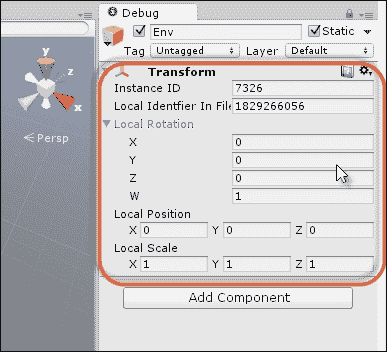 Debug
Env
Static
Tag Untagged Layer Default
y
z
x
Persp
Transform
Instance ID 7326
Local Identfier In File 1829266056
Local Rotation
X 0
Y 0
Z 0
W 1
Local Position
X 0 Y 0 Z 0
Local Scale
X 1 Y 1 Z 1
Add Component